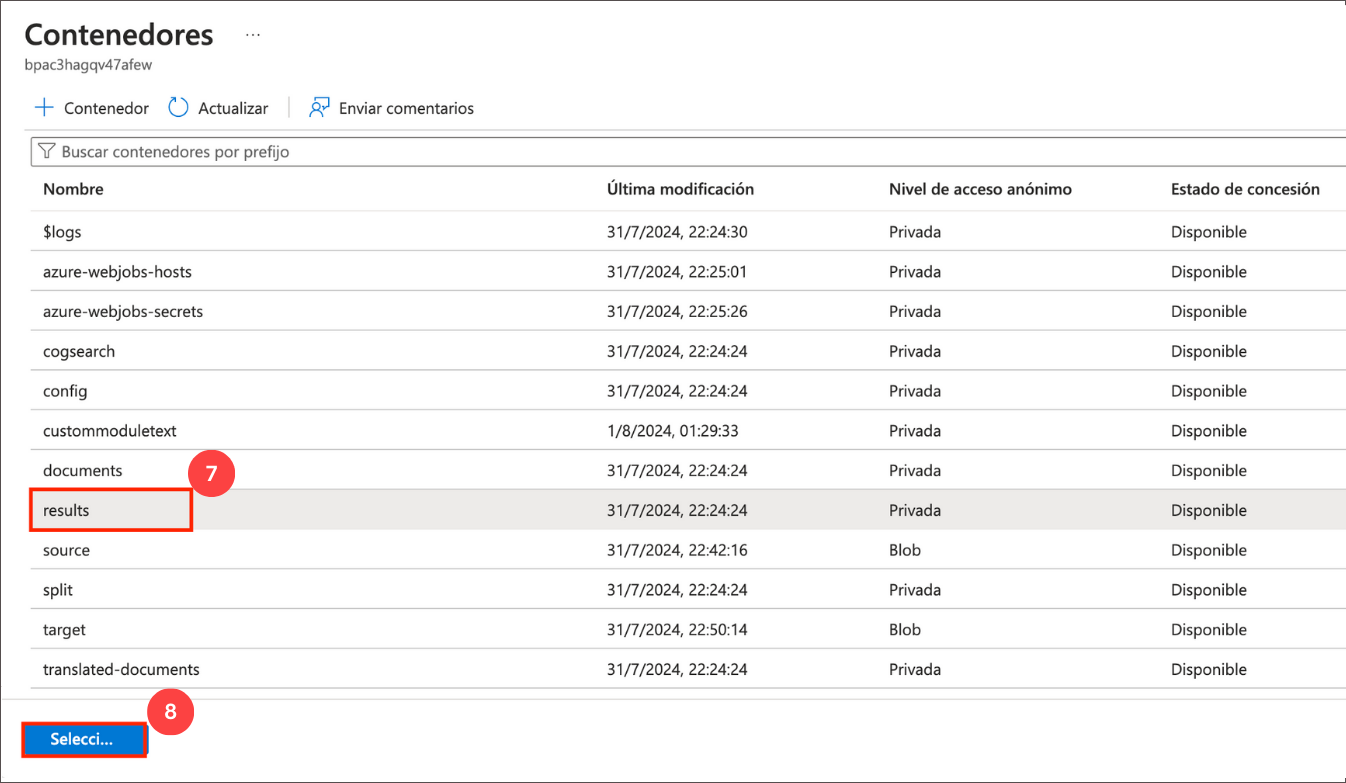 Contenedores ...
bpac3hagqv47afew
Contenedor Actualizar Enviar comentarios
Buscar contenedores por prefijo
Nombre Última modificación Nivel de acceso anónimo Estado de concesión
$logs 31/7/2024, 22:24:30 Privada Disponible
azure-webjobs-hosts 31/7/2024, 22:25:01 Privada Disponible
azure-webjobs-secrets 31/7/2024, 22:25:26 Privada Disponible
cogsearch 31/7/2024, 22:24:24 Privada Disponible
config 31/7/2024, 22:24:24 Privada Disponible
custommoduletext 1/8/2024, 01:29:33 Privada Disponible
documents 31/7/2024, 22:24:24 Privada Disponible
7
results 31/7/2024, 22:24:24 Privada Disponible
source 31/7/2024, 22:42:16 Blob Disponible
split 31/7/2024, 22:24:24 Privada Disponible
target 31/7/2024, 22:50:14 Blob Disponible
translated-documents 31/7/2024, 22:24:24 Privada Disponible
8
Selecci...